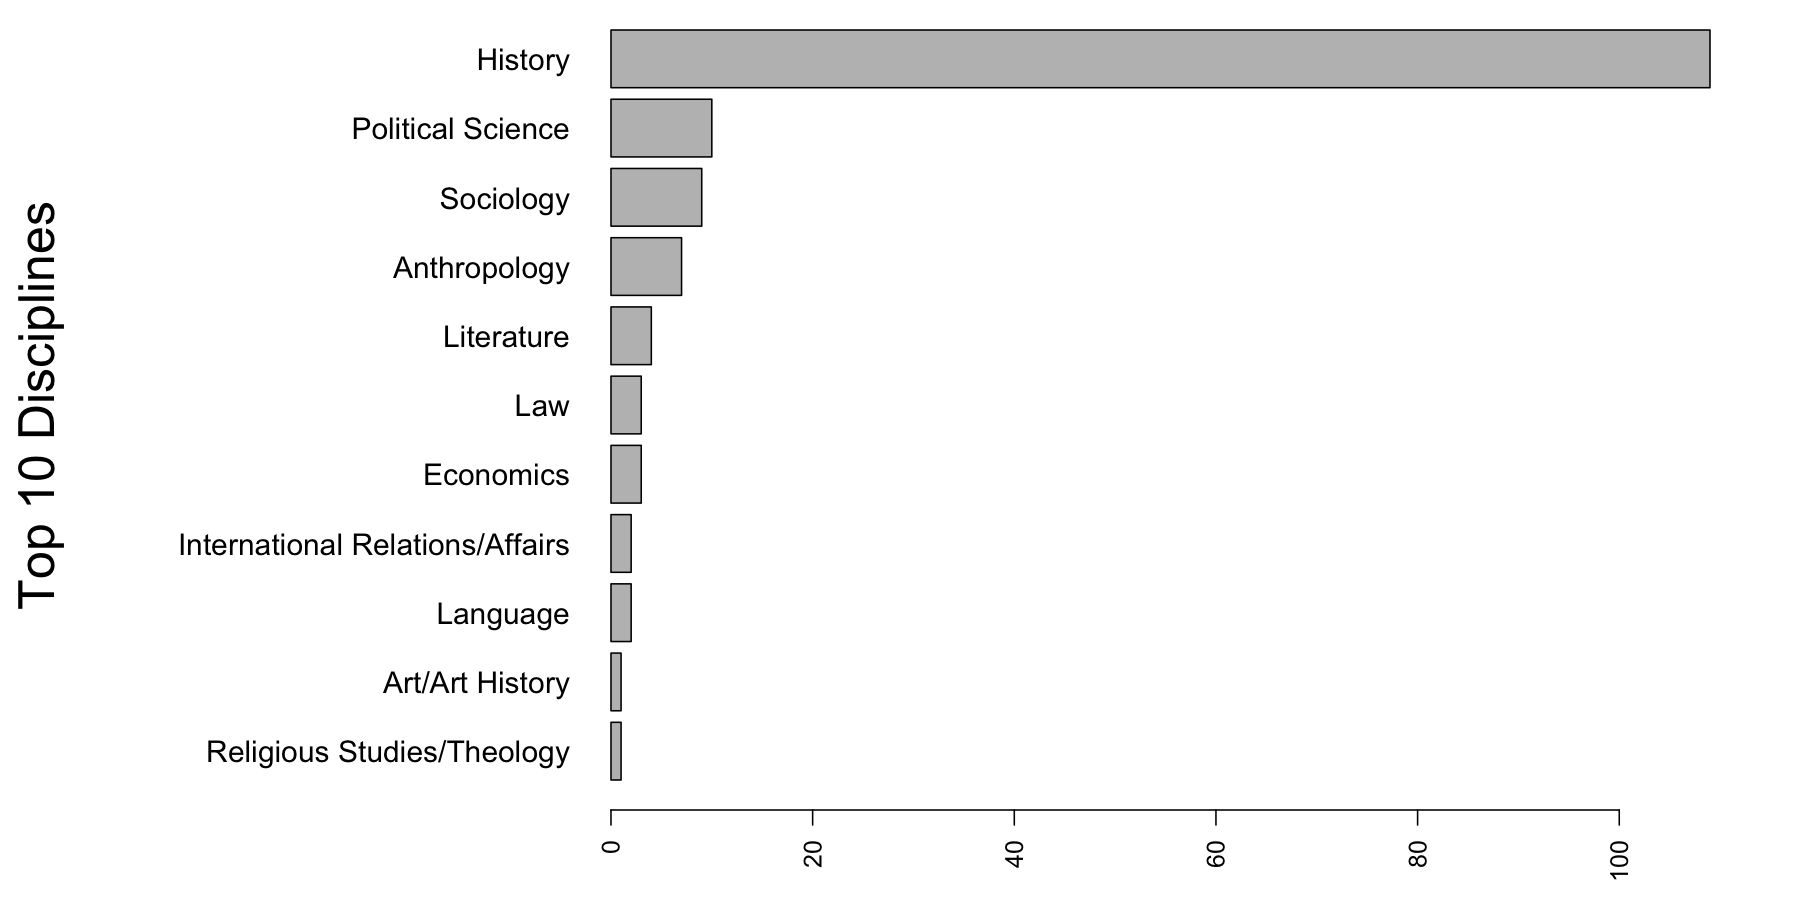 Top 10 Disciplines
History
Political Science
Sociology
Anthropology
Literature
Law
Economics
International Relations/Affairs
Language
Art/Art History
Religious Studies/Theology
0 20 40 60 80 100